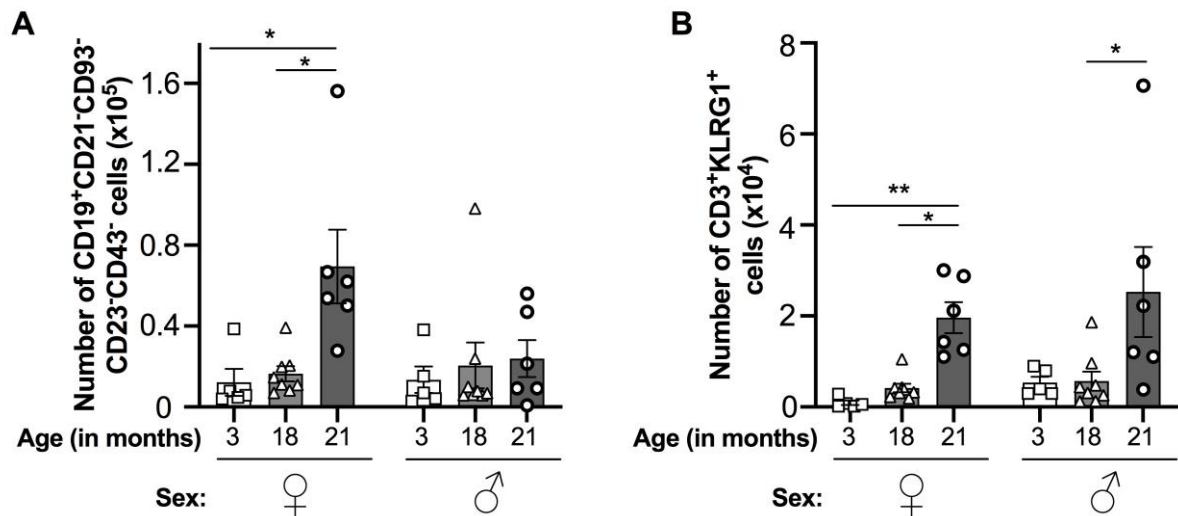 A
Number of CD19⁺CD21⁻CD93⁻
CD23⁻CD43⁻ cells (x10⁵)
1.6
1.2
0.8
0.4
0
*
*
Age (in months) 3 18 21 3 18 21
Sex: ♀ ♂
B
Number of CD3⁺KLRG1⁺
cells (x10⁴)
8
6
4
2
0
**
*
*
Age (in months) 3 18 21 3 18 21
Sex: ♀ ♂